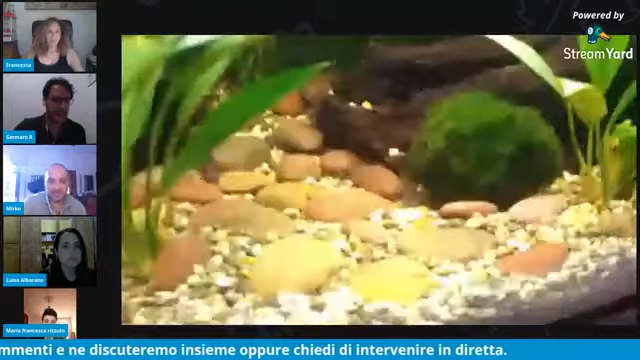 Powered by
StreamYard
Francesca
Gennaro R
Mirko
Luma Albarano
Maria francesca rizzuto
mmenti e ne discuteremo insieme oppure chiedi di intervenire in diretta.